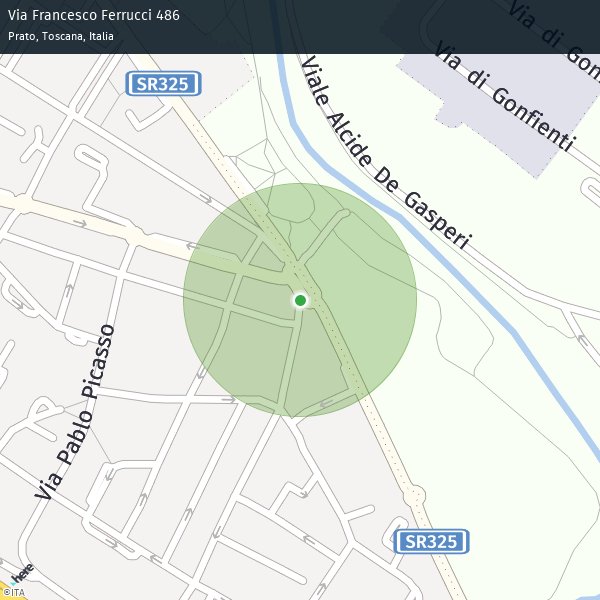 Via Francesco Ferrucci 486
Prato, Toscana, Italia
Via di Gonf
Via di Gonfienti
SR325
Viale Alcide De Gasperi
Via Pablo Picasso
SR325
here
©ITA